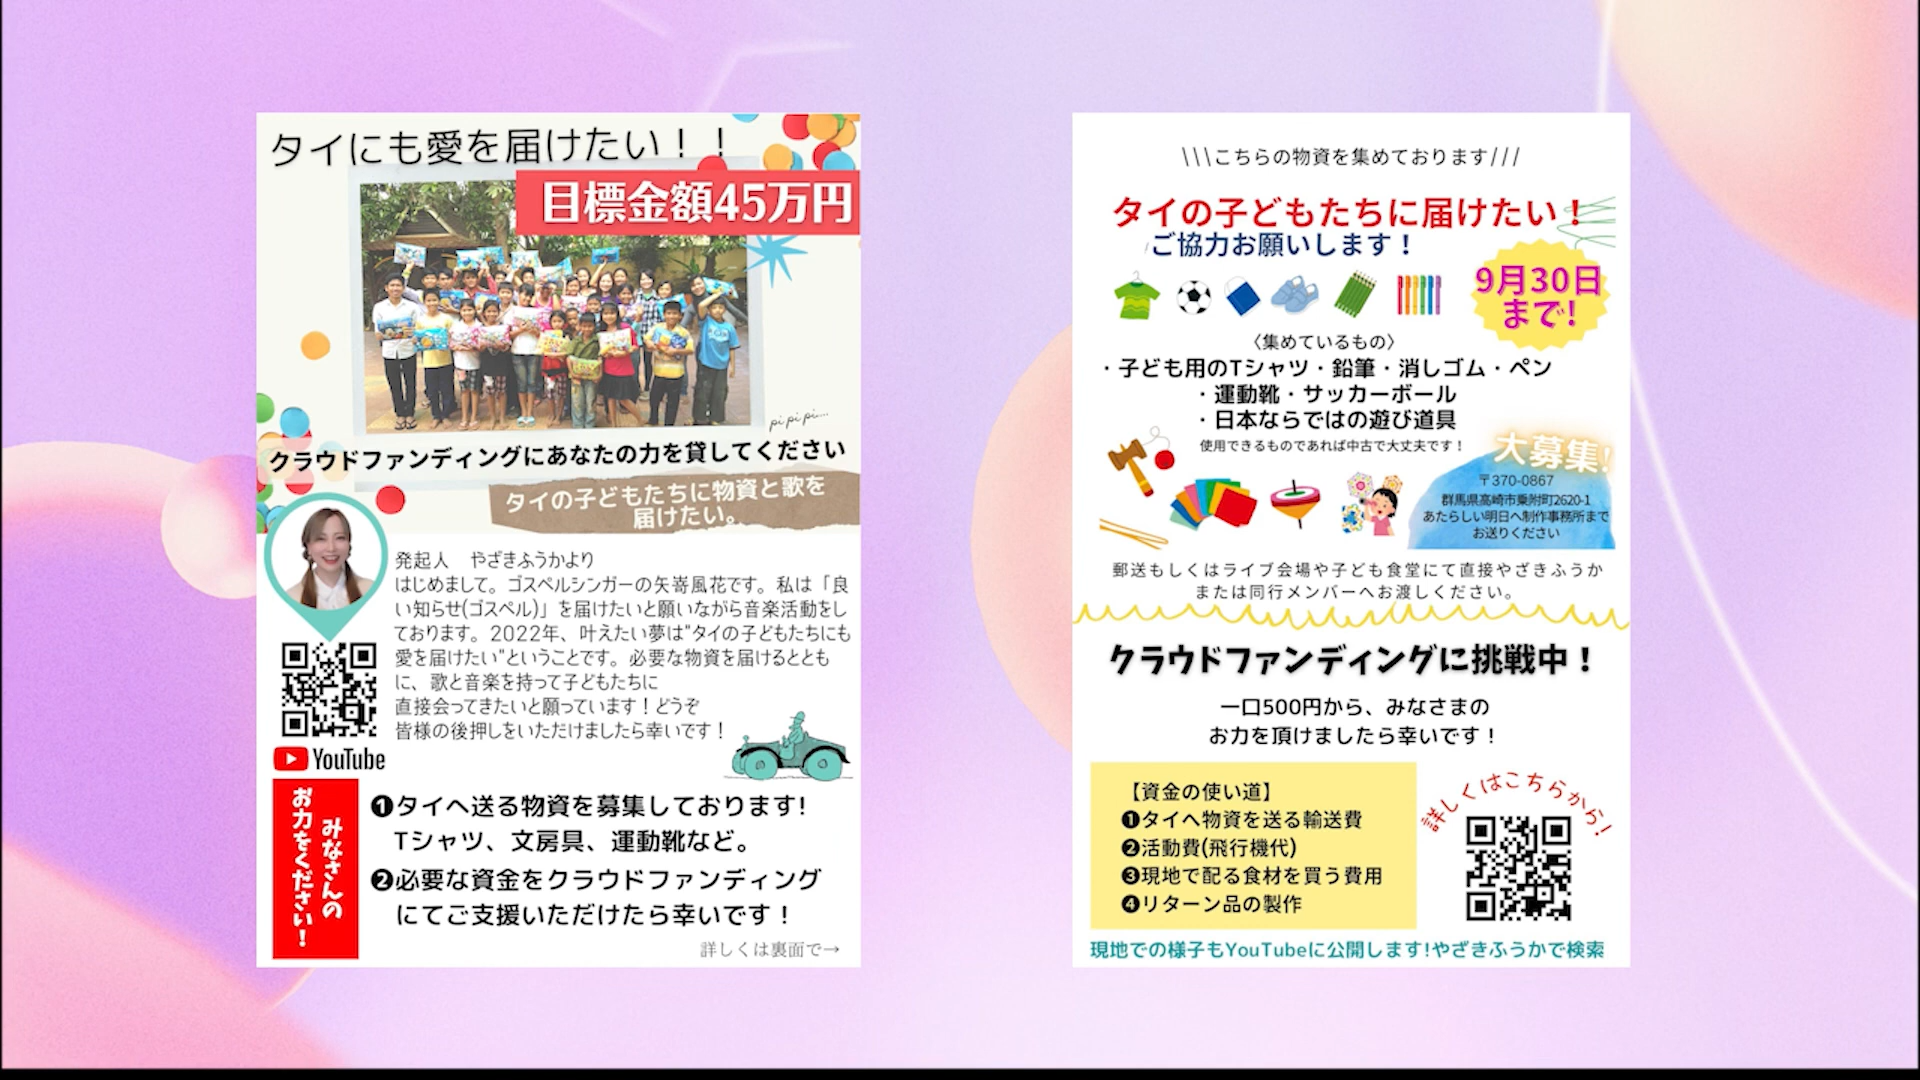 タイにも愛を届けたい！！
目標金額45万円
pi pi pi...
クラウドファンディングにあなたの力を貸してください
タイの子どもたちに物資と歌を
届けたい。
発起人　やざきふうかより
はじめまして。ゴスペルシンガーの矢嵜風花です。私は「良
い知らせ(ゴスペル)」を届けたいと願いながら音楽活動をし
ております。2022年、叶えたい夢は"タイの子どもたちにも
愛を届けたい"ということです。必要な物資を届けるととも
に、歌と音楽を持って子どもたちに
直接会ってきたいと願っています！どうぞ
皆様の後押しをいただけましたら幸いです！
YouTube
みなさんの
お力をください！
❶タイへ送る物資を募集しております!
Tシャツ、文房具、運動靴など。
❷必要な資金をクラウドファンディング
にてご支援いただけたら幸いです！
詳しくは裏面で→
\\\こちらの物資を集めております///
タイの子どもたちに届けたい！
ご協力お願いします！
9月30日
まで!
〈集めているもの〉
・子ども用のTシャツ・鉛筆・消しゴム・ペン
・運動靴・サッカーボール
・日本ならではの遊び道具
使用できるものであれば中古で大丈夫です！
大募集!
〒370-0867
群馬県高崎市乗附町2620-1
あたらしい明日へ制作事務所まで
お送りください
郵送もしくはライブ会場や子ども食堂にて直接やざきふうか
または同行メンバーへお渡しください。
クラウドファンディングに挑戦中！
一口500円から、みなさまの
お力を頂けましたら幸いです！
【資金の使い道】
❶タイへ物資を送る輸送費
❷活動費(飛行機代)
❸現地で配る食材を買う費用
❹リターン品の製作
詳しくはこちらから!
現地での様子もYouTubeに公開します!やざきふうかで検索